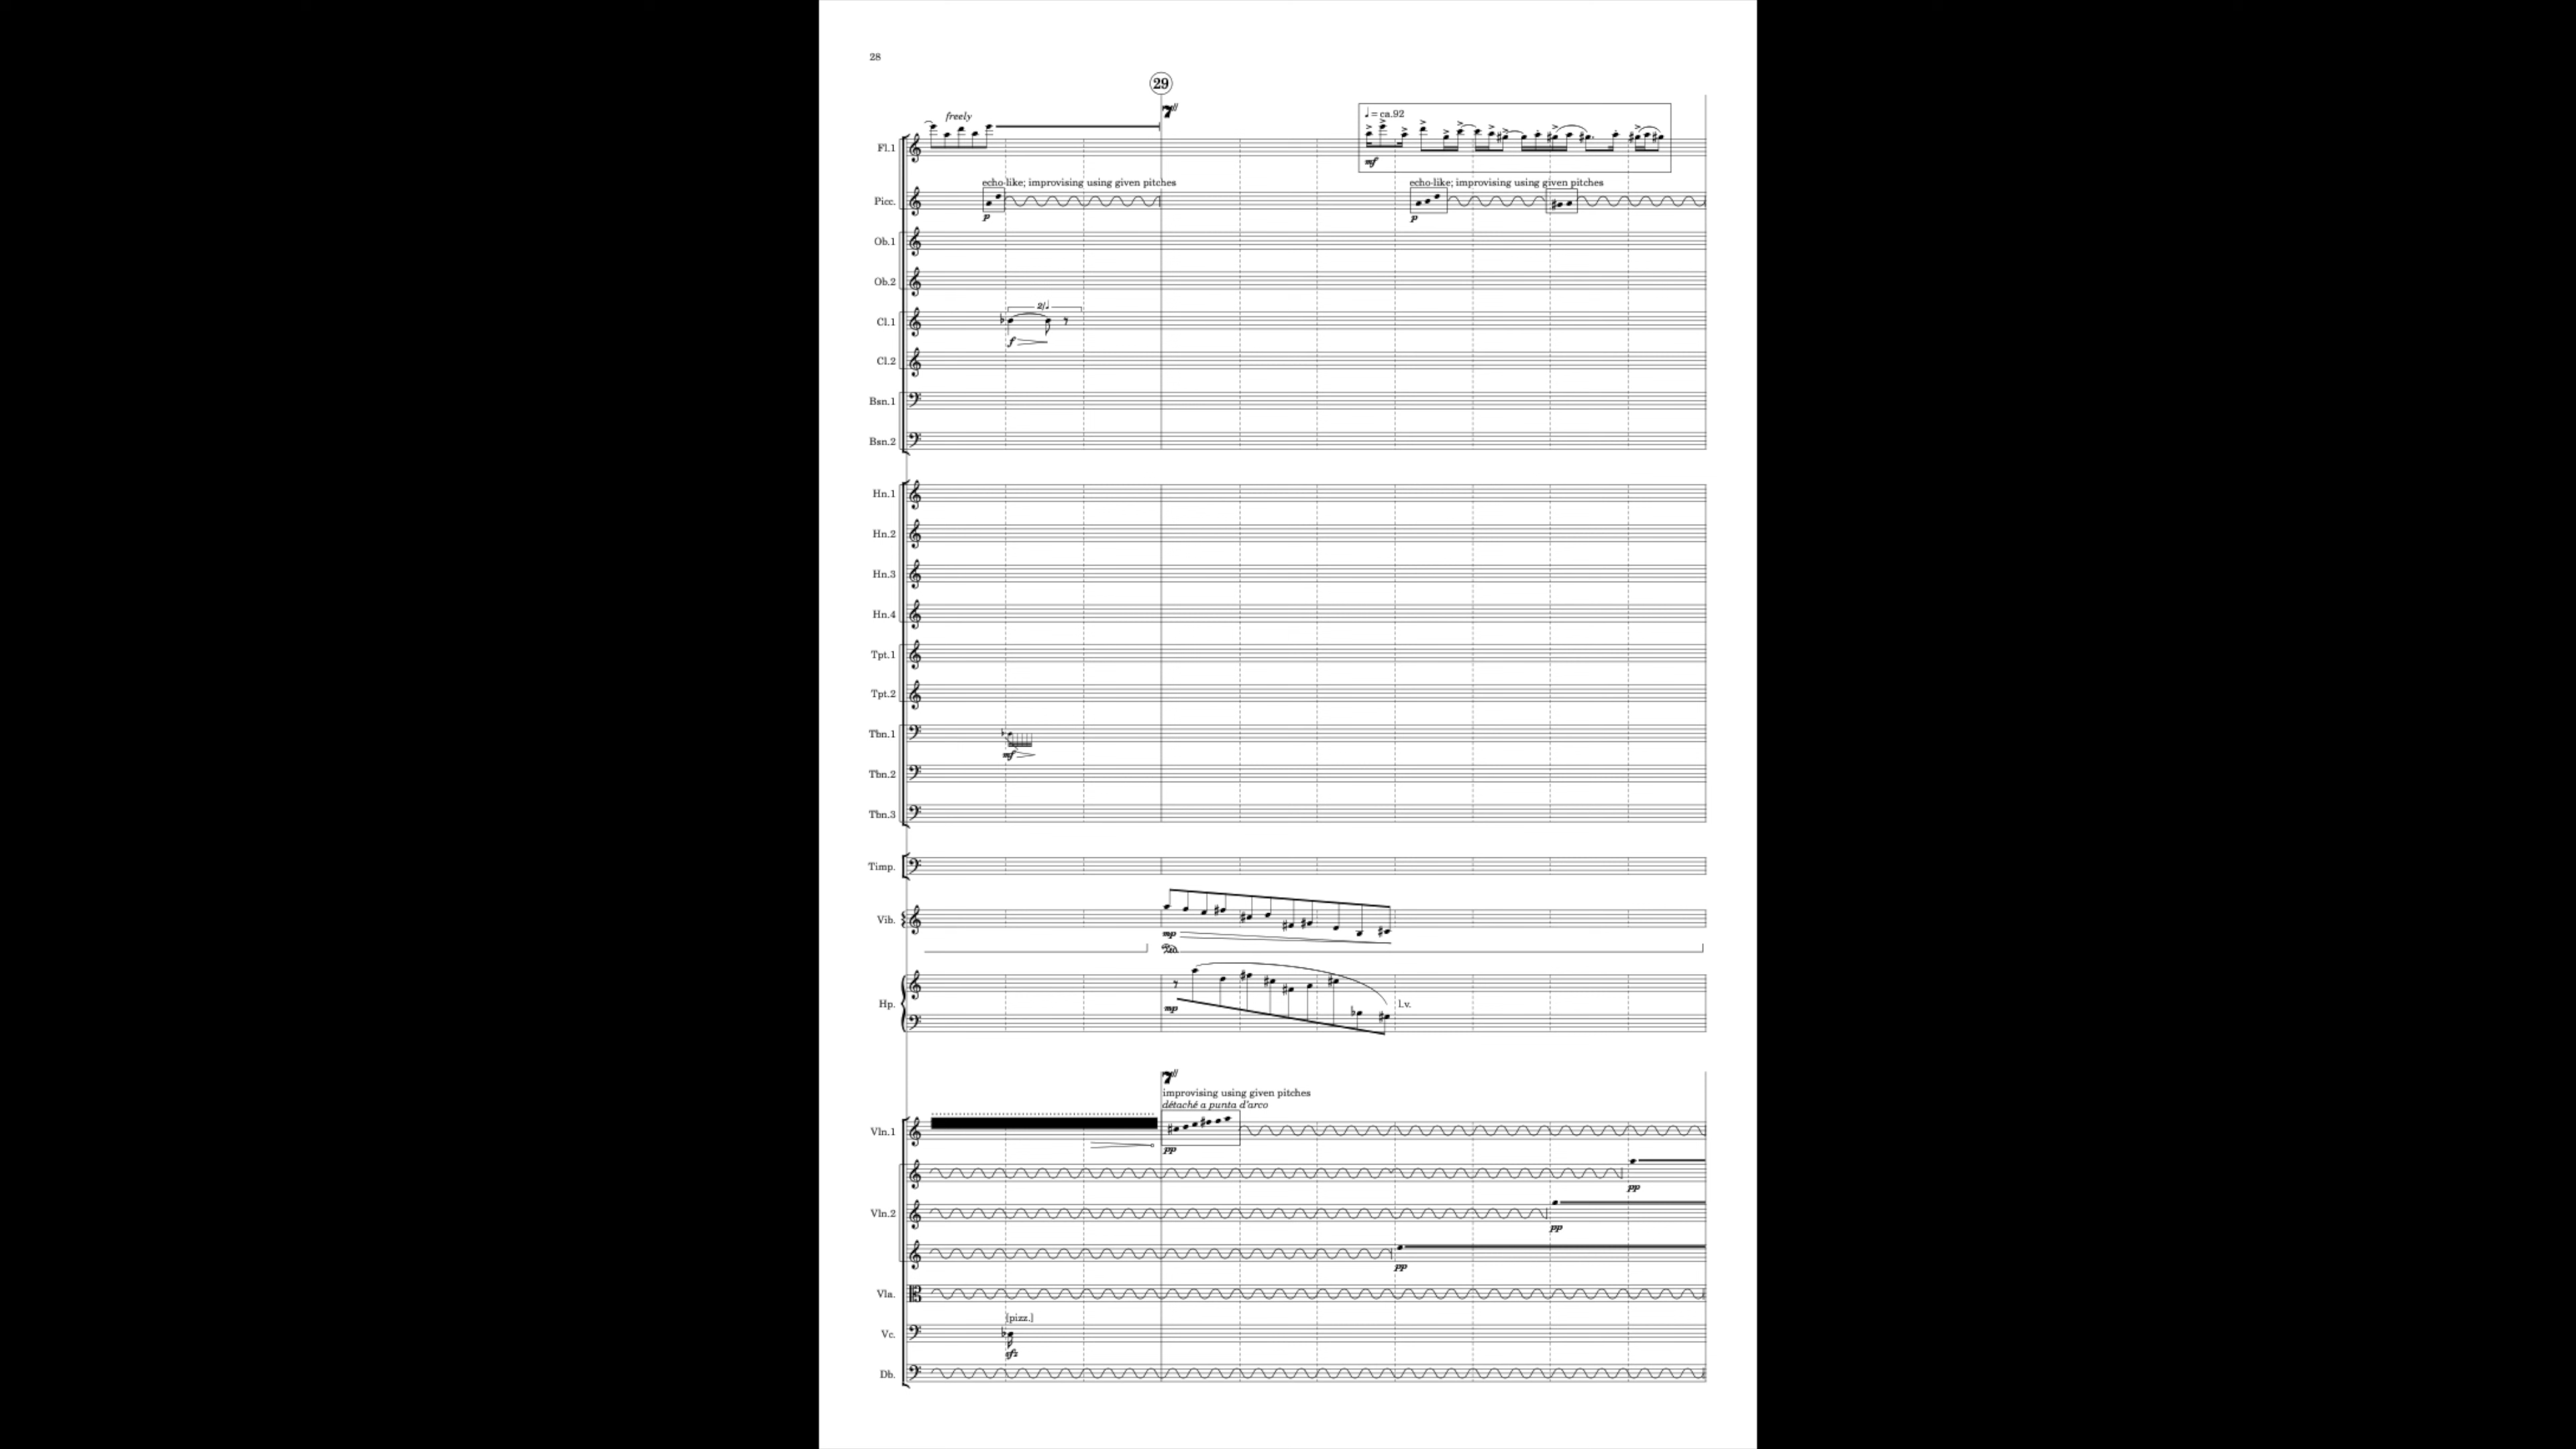 28
29
freely
7"
♩ = ca.92
Fl.1
mf
echo-like; improvising using given pitches
echo-like; improvising using given pitches
Picc.
p
p
Ob.1
Ob.2
2/♩
Cl.1
f
Cl.2
Bsn.1
Bsn.2
Hn.1
Hn.2
Hn.3
Hn.4
Tpt.1
Tpt.2
Tbn.1
mf
Tbn.2
Tbn.3
Timp.
Vib.
mp
Ped.
Hp.
mp
l.v.
7"
improvising using given pitches
détaché a punta d'arco
Vln.1
pp
pp
Vln.2
pp
pp
Vla.
[pizz.]
Vc.
sfz
Db.